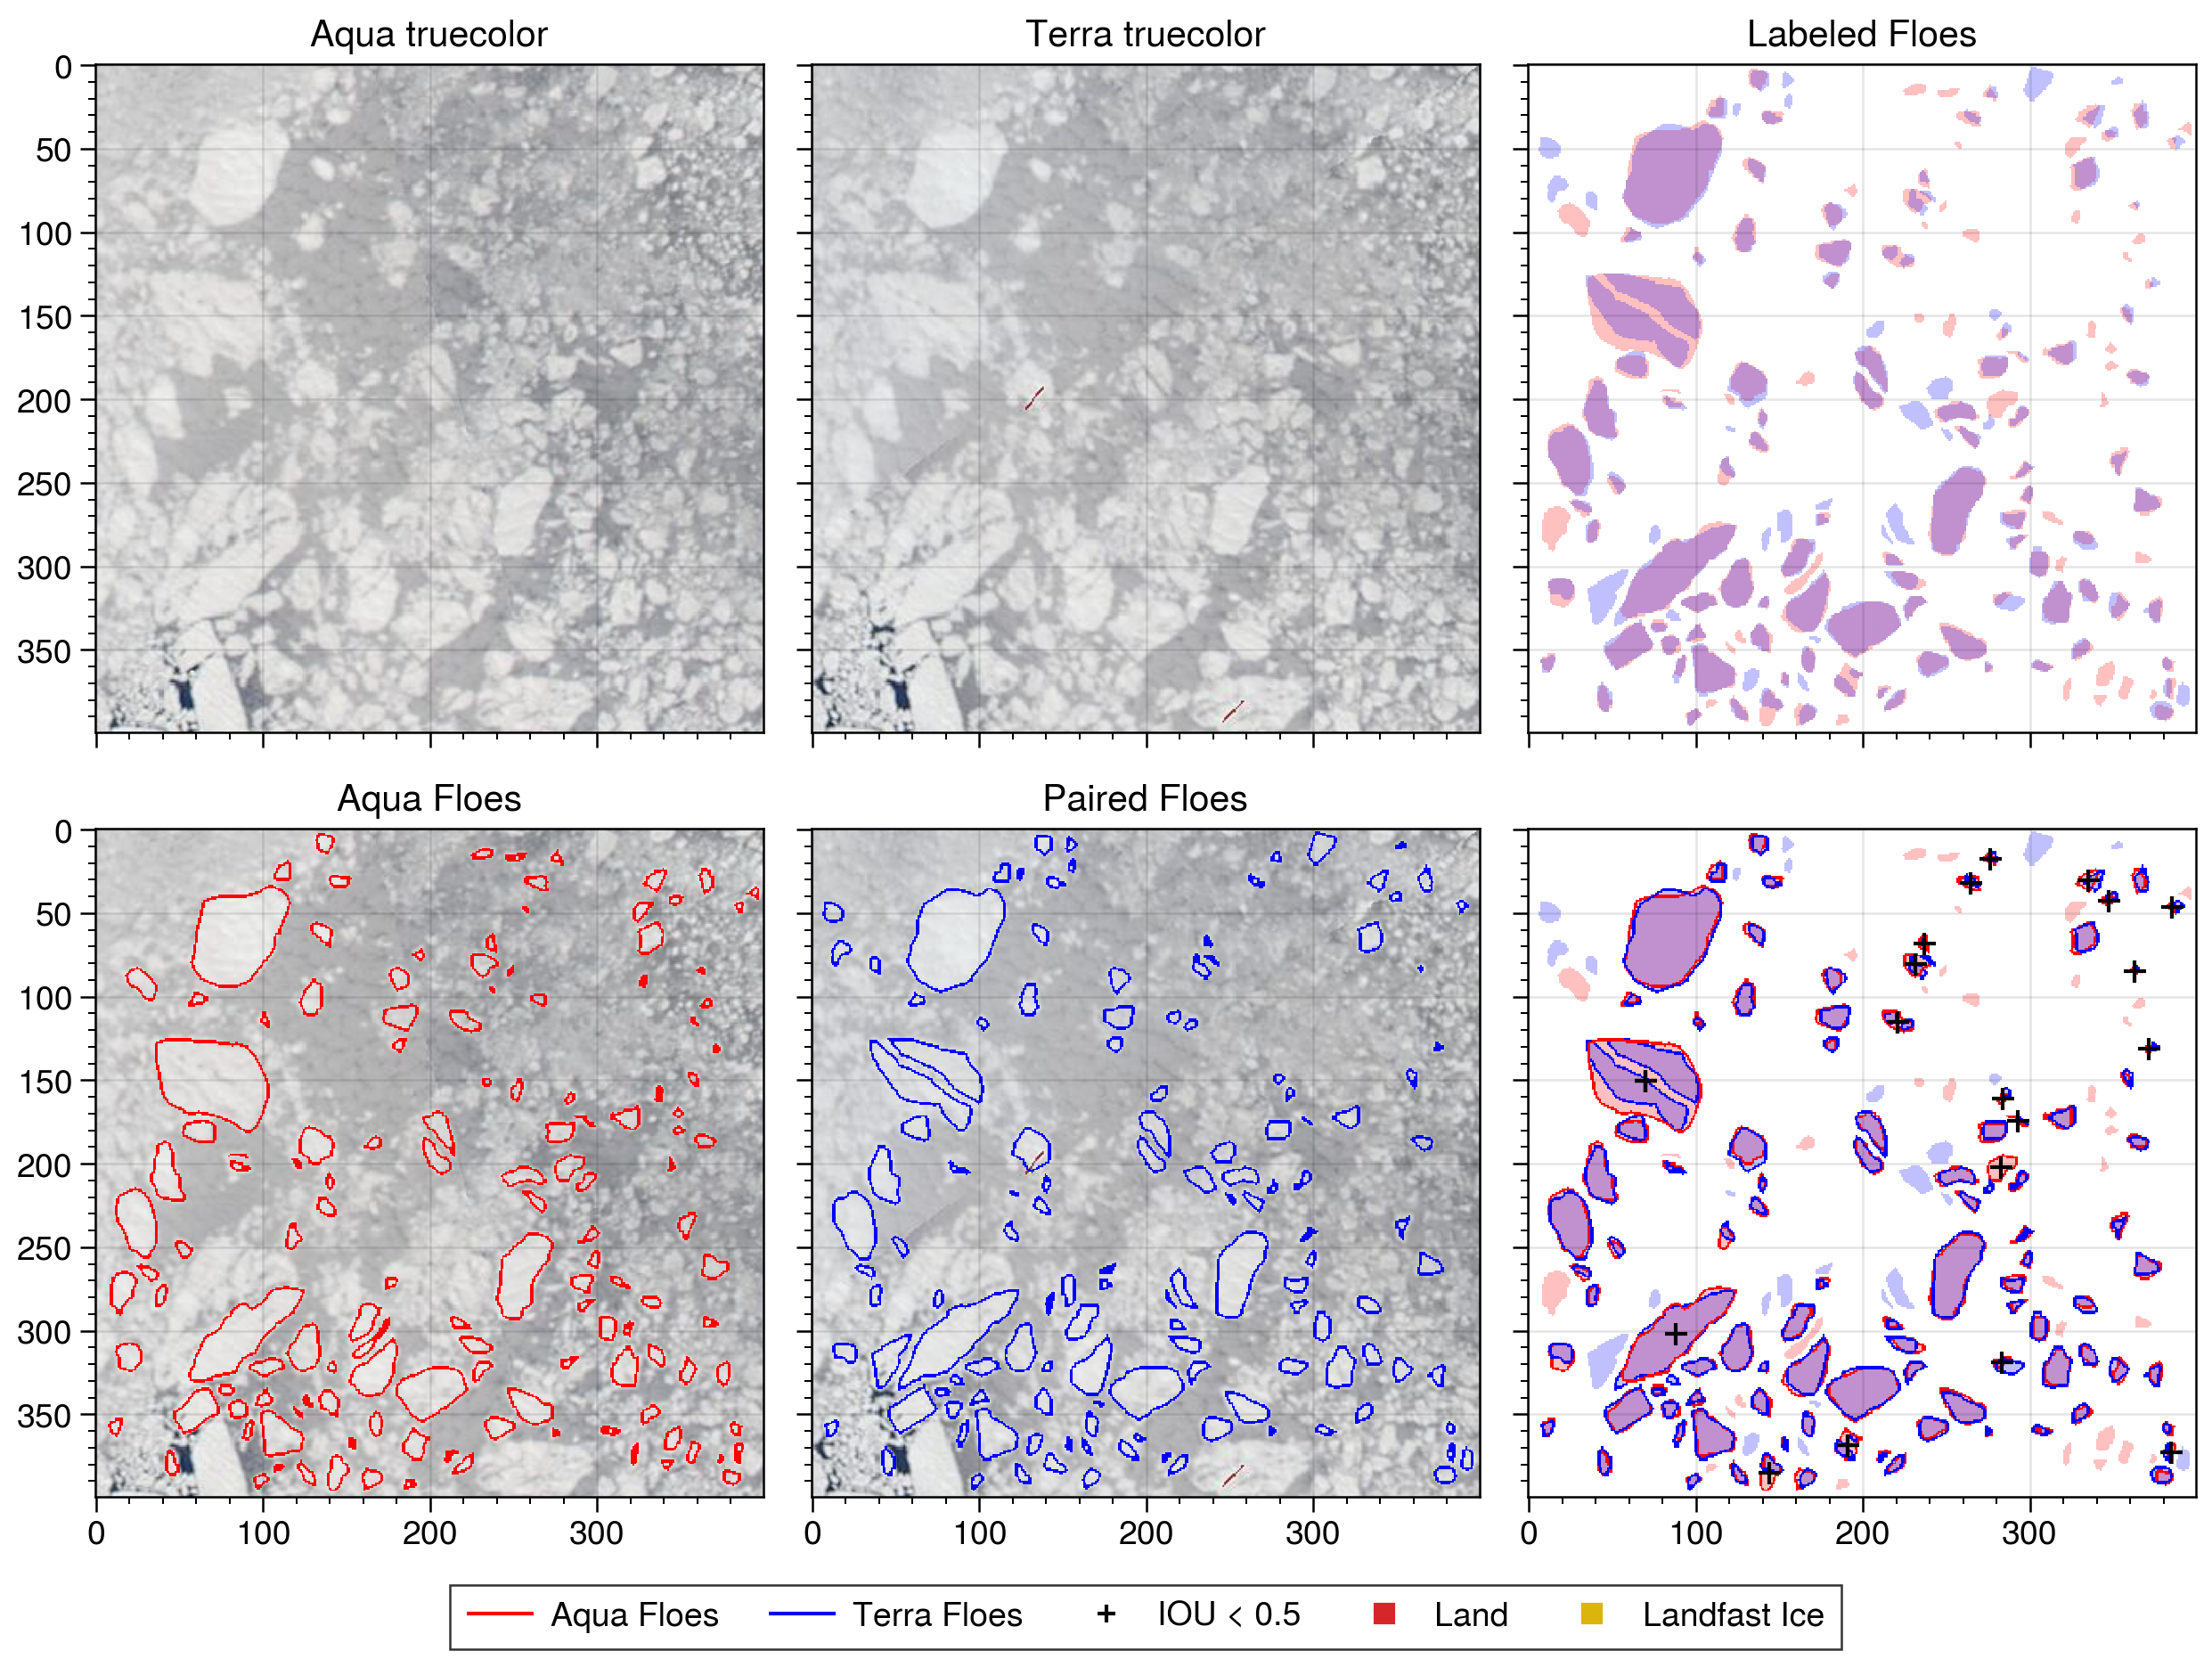 Aqua truecolor
Terra truecolor
Labeled Floes
0
50
100
150
200
250
300
350
Aqua Floes
Paired Floes
0
50
100
150
200
250
300
350
0 100 200 300
0 100 200 300
0 100 200 300
Aqua Floes Terra Floes IOU < 0.5 Land Landfast Ice